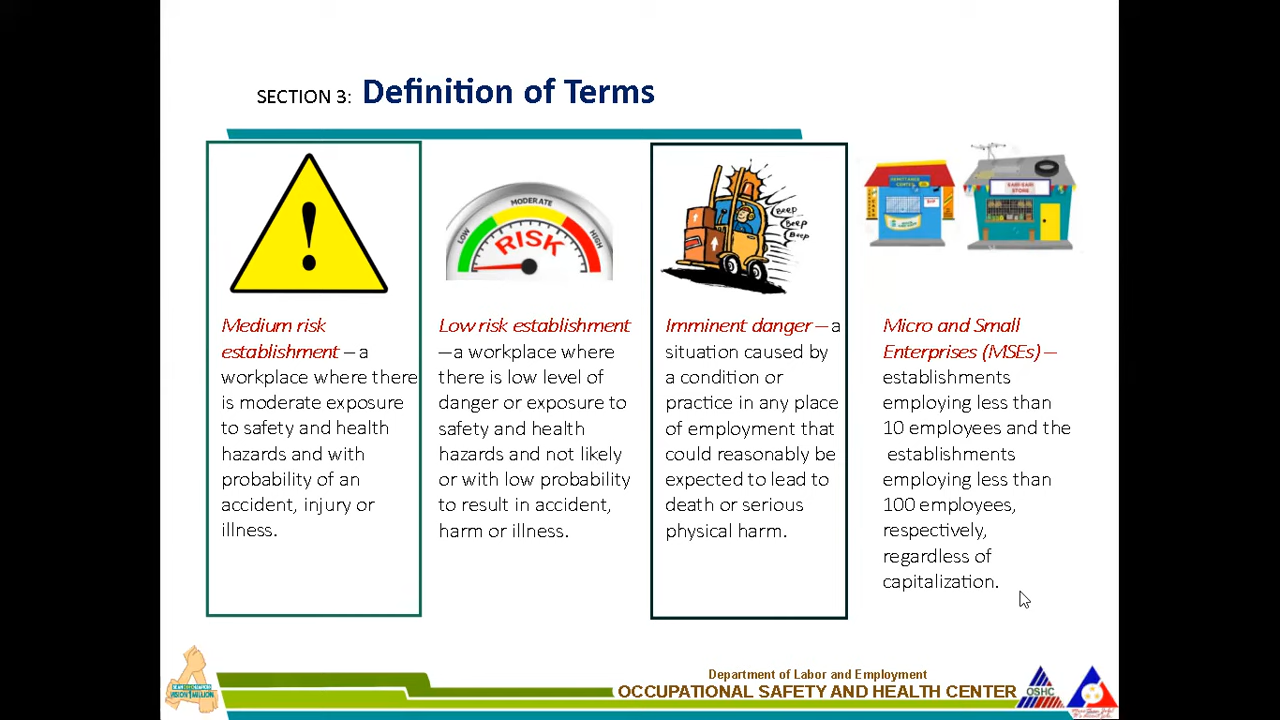 SECTION 3: Definition of Terms
Medium risk
establishment – a
workplace where there
is moderate exposure
to safety and health
hazards and with
probability of an
accident, injury or
illness.
LOW
MODERATE
HIGH
RISK
Low risk establishment
–a workplace where
there is low level of
danger or exposure to
safety and health
hazards and not likely
or with low probability
to result in accident,
harm or illness.
BEEP
BEEP
BEEP
Imminent danger – a
situation caused by
a condition or
practice in any place
of employment that
could reasonably be
expected to lead to
death or serious
physical harm.
SARI-SARI
STORE
Micro and Small
Enterprises (MSEs) –
establishments
employing less than
10 employees and the
establishments
employing less than
100 employees,
respectively,
regardless of
capitalization.
Department of Labor and Employment
OCCUPATIONAL SAFETY AND HEALTH CENTER
OSHC